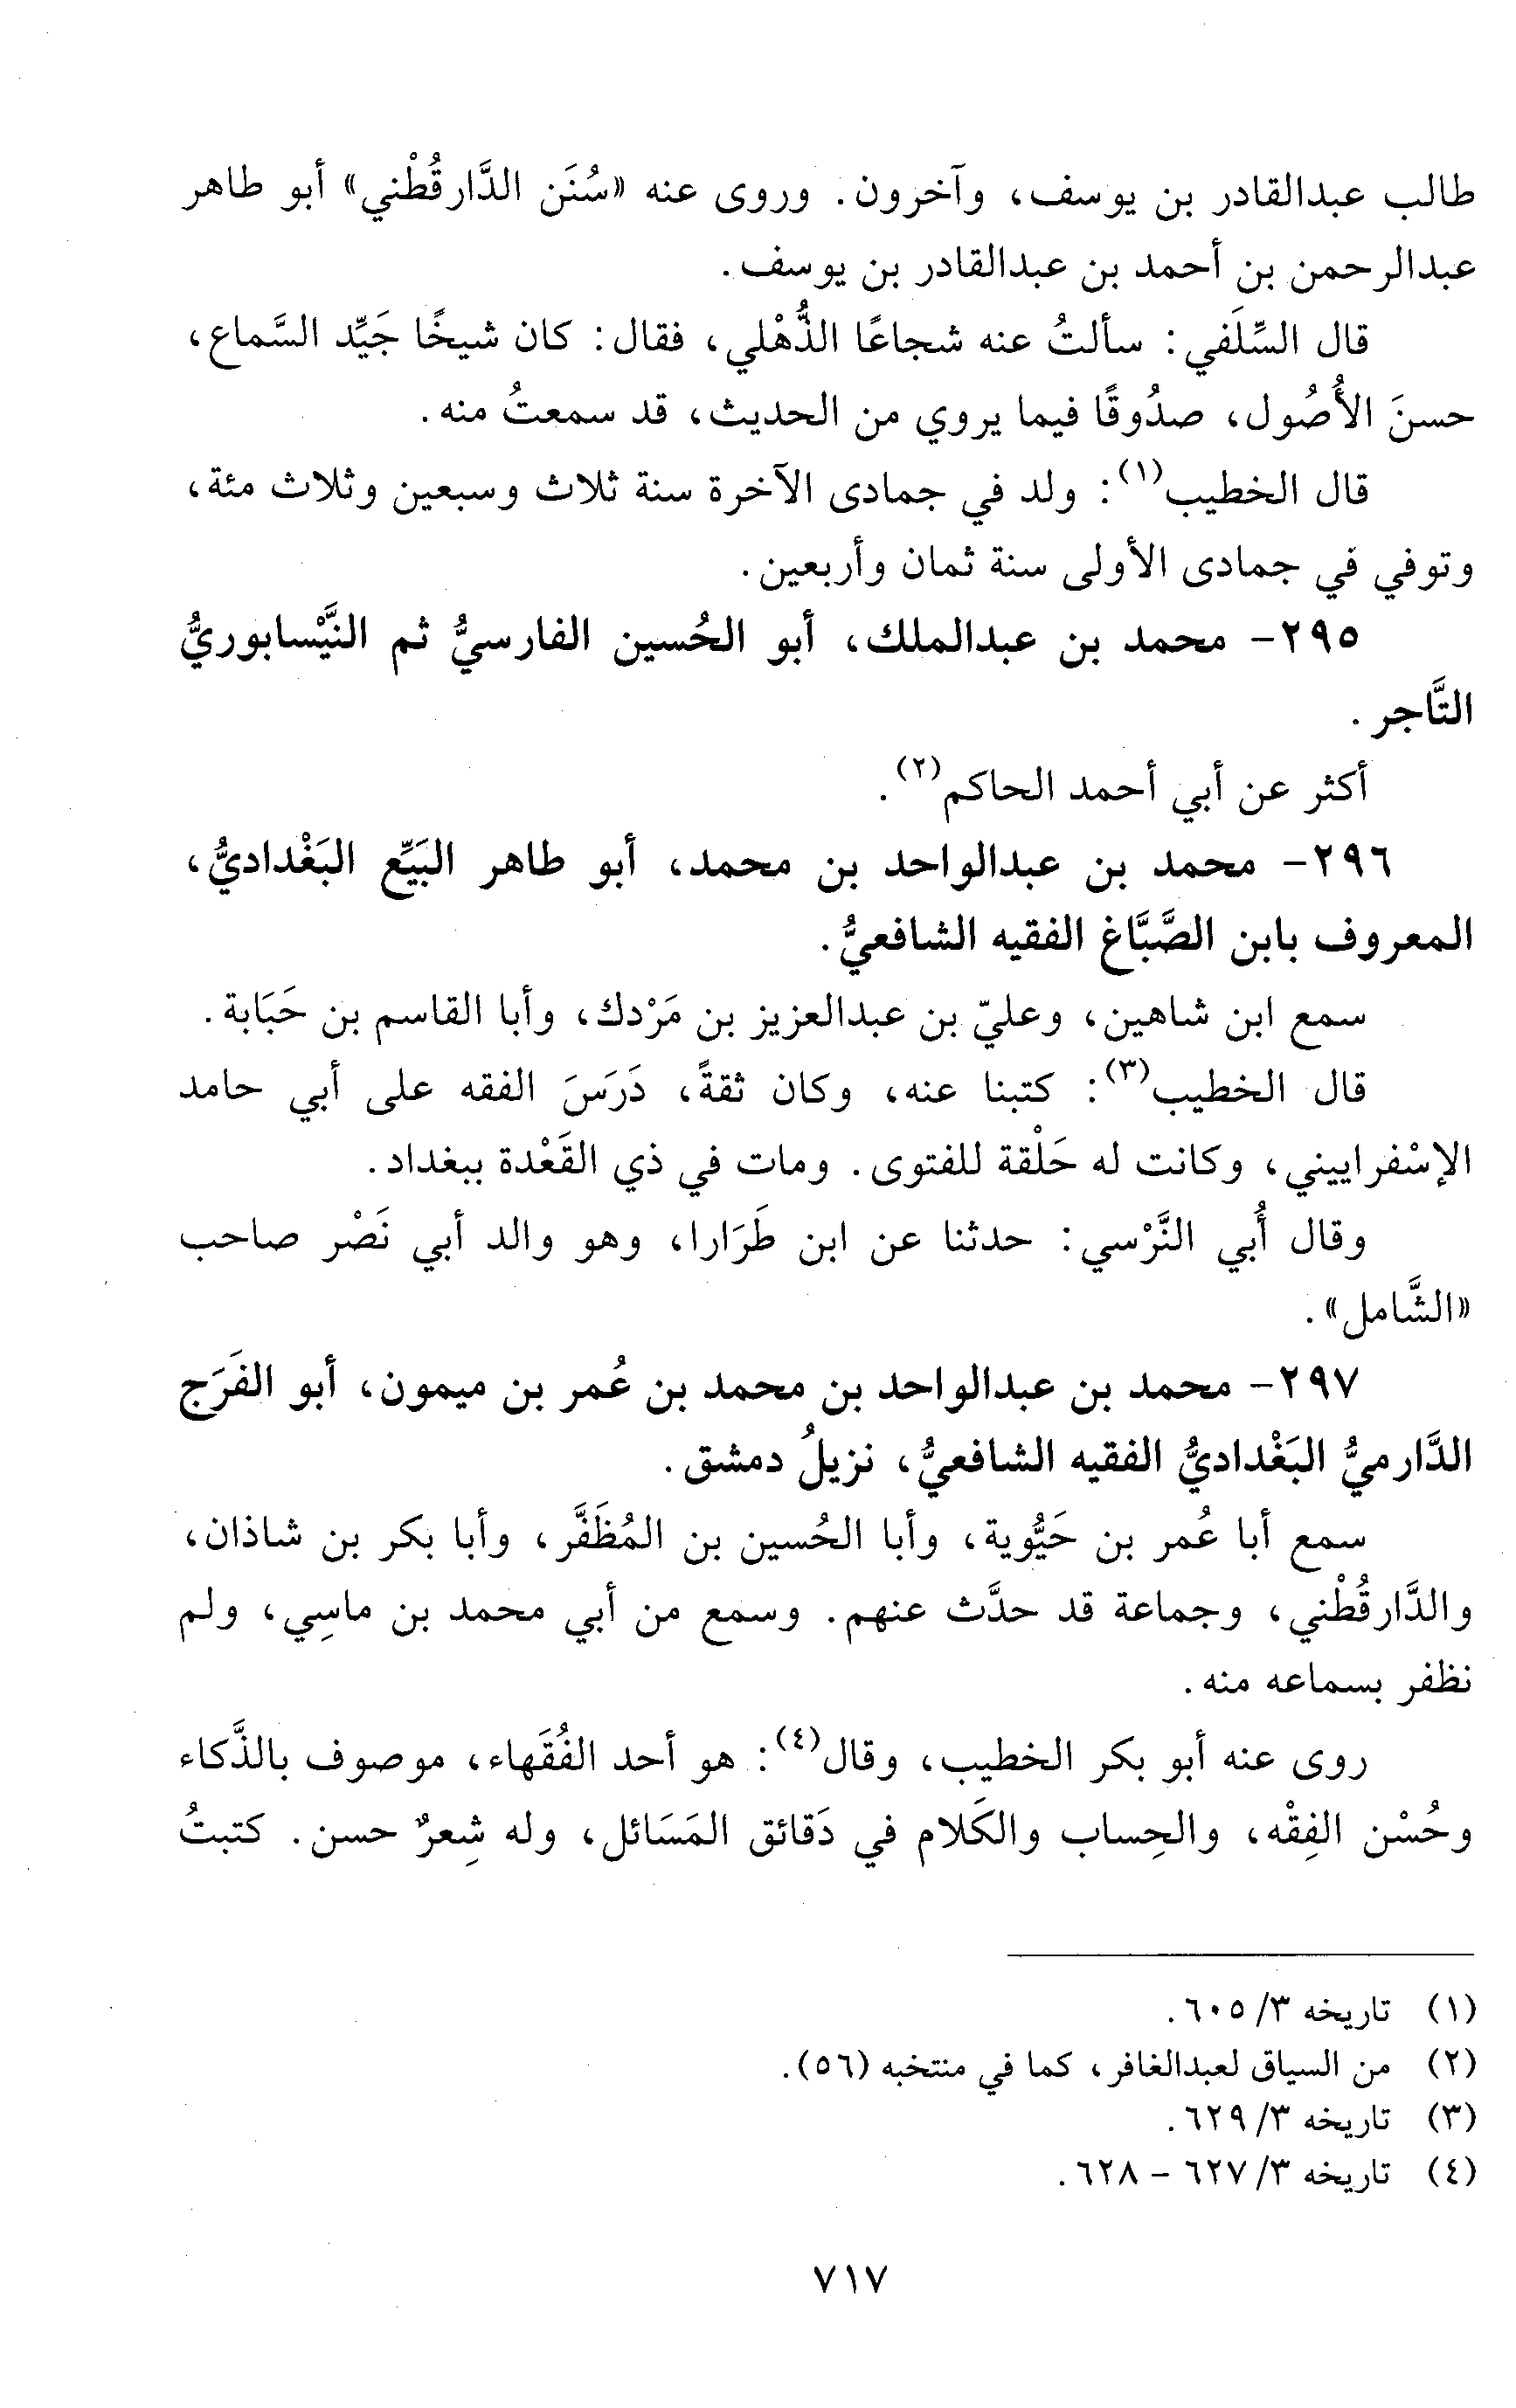 طالب عبدالقادر بن يوسف، وآخرون. وروى عنه «سُنَن الدَّارقُطْني» أبو طاهر
عبدالرحمن بن أحمد بن عبدالقادر بن يوسف.
قال السِّلَفي: سألتُ عنه شجاعًا الذُّهْلي، فقال: كان شيخًا جَيِّد السَّماع،
حسنَ الأُصُول، صدُوقًا فيما يروي من الحديث، قد سمعتُ منه.
قال الخطيب(١): ولد في جمادى الآخرة سنة ثلاث وسبعين وثلاث مئة،
وتوفي في جمادى الأولى سنة ثمان وأربعين.
٢٩٥- محمد بن عبدالملك، أبو الحُسين الفارسيُّ ثم النَّيْسابوريُّ
التَّاجر.
أكثر عن أبي أحمد الحاكم(٢).
٢٩٦- محمد بن عبدالواحد بن محمد، أبو طاهر البَيِّع البَغْداديُّ،
المعروف بابن الصَّبَّاغ الفقيه الشافعيُّ.
سمع ابن شاهين، وعليّ بن عبدالعزيز بن مَرْدك، وأبا القاسم بن حَبَابة.
قال الخطيب(٣): كتبنا عنه، وكان ثقةً، دَرَسَ الفقه على أبي حامد
الإسْفراييني، وكانت له حَلْقة للفتوى. ومات في ذي القَعْدة ببغداد.
وقال أُبي النَّرْسي: حدثنا عن ابن طَرَارا، وهو والد أبي نَصْر صاحب
«الشَّامل».
٢٩٧- محمد بن عبدالواحد بن محمد بن عُمر بن ميمون، أبو الفَرَج
الدَّارميُّ البَغْداديُّ الفقيه الشافعيُّ، نزيلُ دمشق.
سمع أبا عُمر بن حَيُّوية، وأبا الحُسين بن المُظَفَّر، وأبا بكر بن شاذان،
والدَّارقُطْني، وجماعة قد حدَّث عنهم. وسمع من أبي محمد بن ماسِي، ولم
نظفر بسماعه منه.
روى عنه أبو بكر الخطيب، وقال(٤): هو أحد الفُقَهاء، موصوف بالذَّكاء
وحُسْن الفِقْه، والحِساب والكَلام في دَقائق المَسَائل، وله شِعرٌ حسن. كتبتُ
(١) تاريخه ٣/ ٦٠٥.
(٢) من السياق لعبدالغافر، كما في منتخبه (٥٦).
(٣) تاريخه ٣/ ٦٢٩.
(٤) تاريخه ٣/ ٦٢٧ - ٦٢٨.
٧١٧